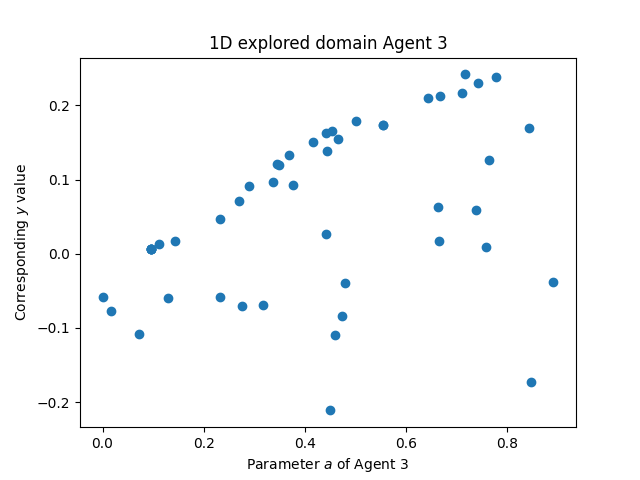 1D explored domain Agent 3
Corresponding y value
0.2
0.1
0.0
−0.1
−0.2
0.0 0.2 0.4 0.6 0.8
Parameter a of Agent 3